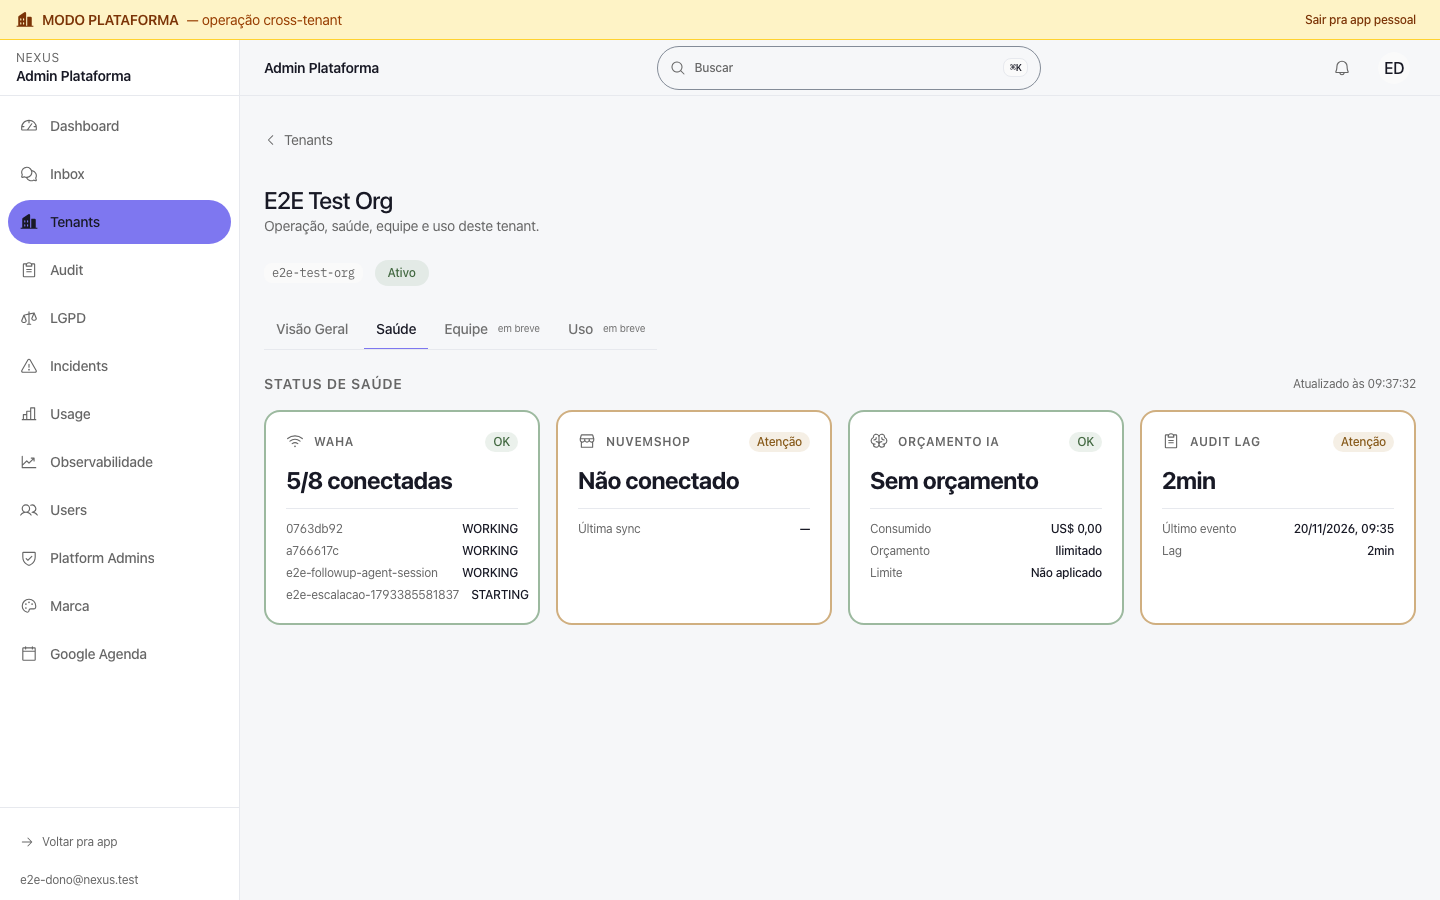 MODO PLATAFORMA — operação cross-tenant
Sair pra app pessoal
NEXUS
Admin Plataforma
Admin Plataforma
Buscar
⌘K
ED
Dashboard
Inbox
Tenants
Audit
LGPD
Incidents
Usage
Observabilidade
Users
Platform Admins
Marca
Google Agenda
Voltar pra app
e2e-dono@nexus.test
Tenants
E2E Test Org
Operação, saúde, equipe e uso deste tenant.
e2e-test-org Ativo
Visão Geral Saúde Equipe em breve Uso em breve
STATUS DE SAÚDE
Atualizado às 09:37:32
WAHA OK
5/8 conectadas
0763db92 WORKING
a766617c WORKING
e2e-followup-agent-session WORKING
e2e-escalacao-1793385581837 STARTING
NUVEMSHOP Atenção
Não conectado
Última sync —
ORÇAMENTO IA OK
Sem orçamento
Consumido US$ 0,00
Orçamento Ilimitado
Limite Não aplicado
AUDIT LAG Atenção
2min
Último evento 20/11/2026, 09:35
Lag 2min